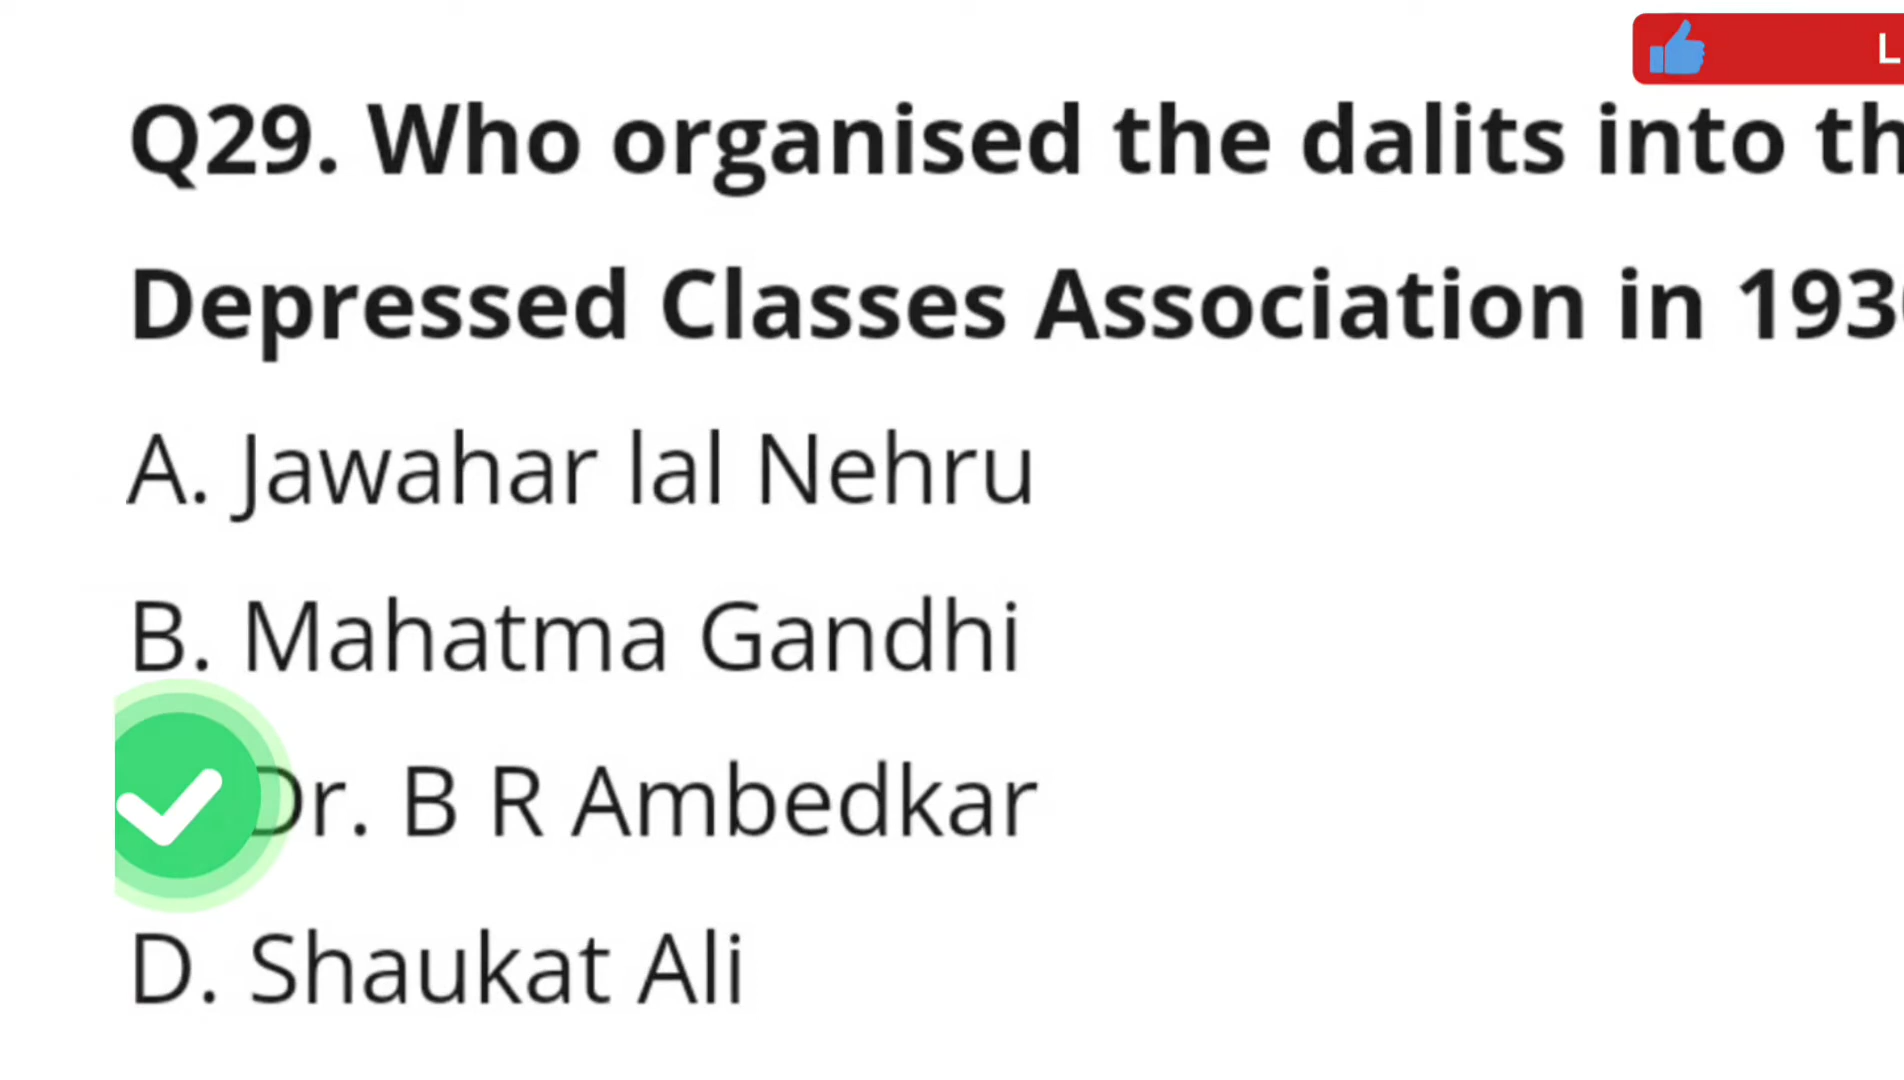 L
Q29. Who organised the dalits into th
Depressed Classes Association in 193
A. Jawahar lal Nehru
B. Mahatma Gandhi
Dr. B R Ambedkar
D. Shaukat Ali